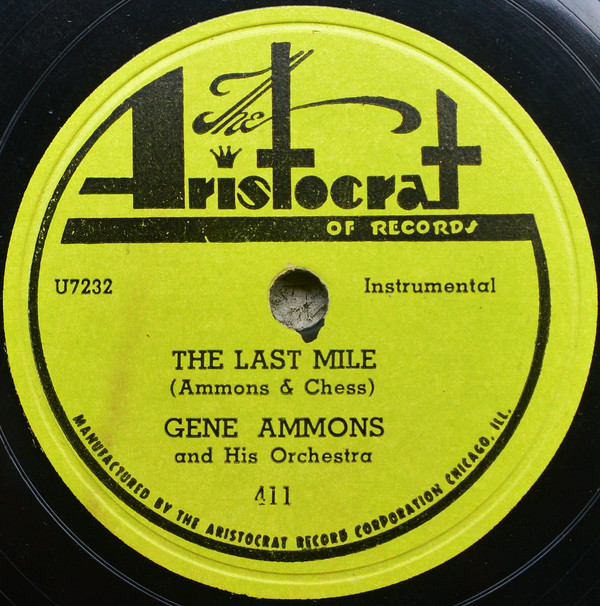 The
Aristocrat
OF RECORDS
U7232
Instrumental
THE LAST MILE
(Ammons & Chess)
GENE AMMONS
and His Orchestra
411
MANUFACTURED BY THE ARISTOCRAT RECORD CORPORATION CHICAGO, ILL.